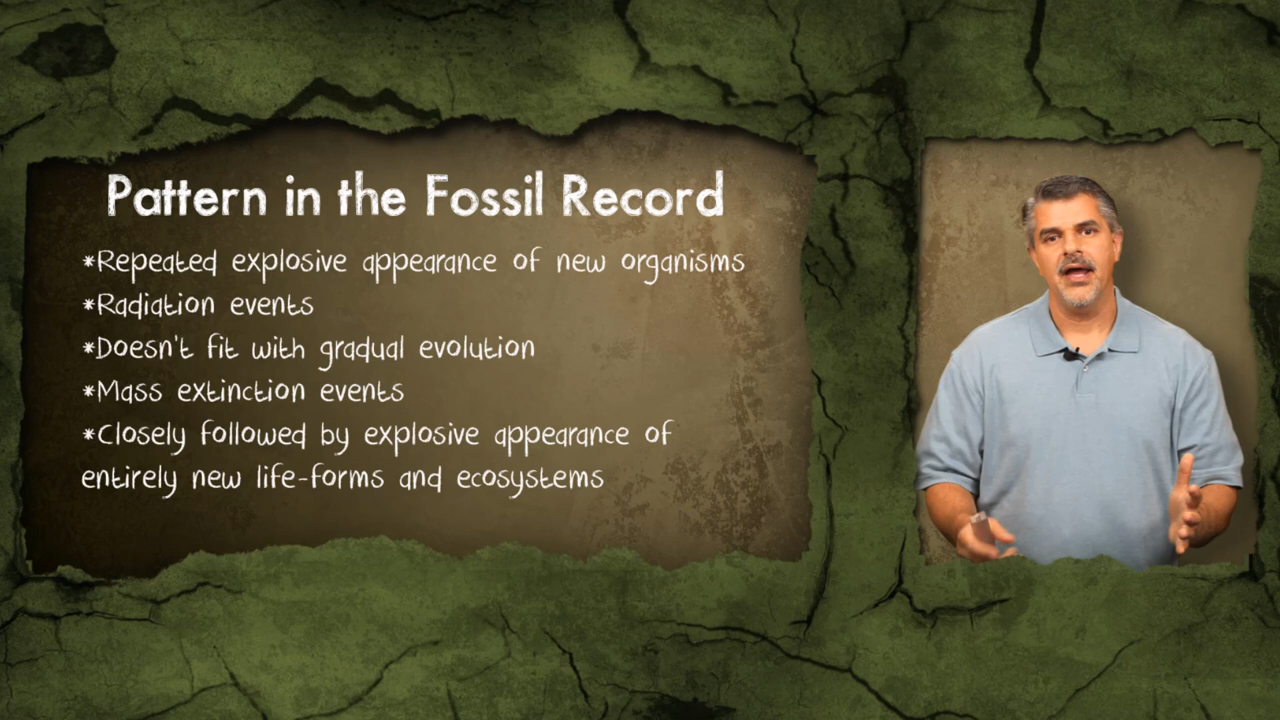 Pattern in the Fossil Record
*Repeated explosive appearance of new organisms
*Radiation events
*Doesn't fit with gradual evolution
*Mass extinction events
*Closely followed by explosive appearance of
entirely new life-forms and ecosystems